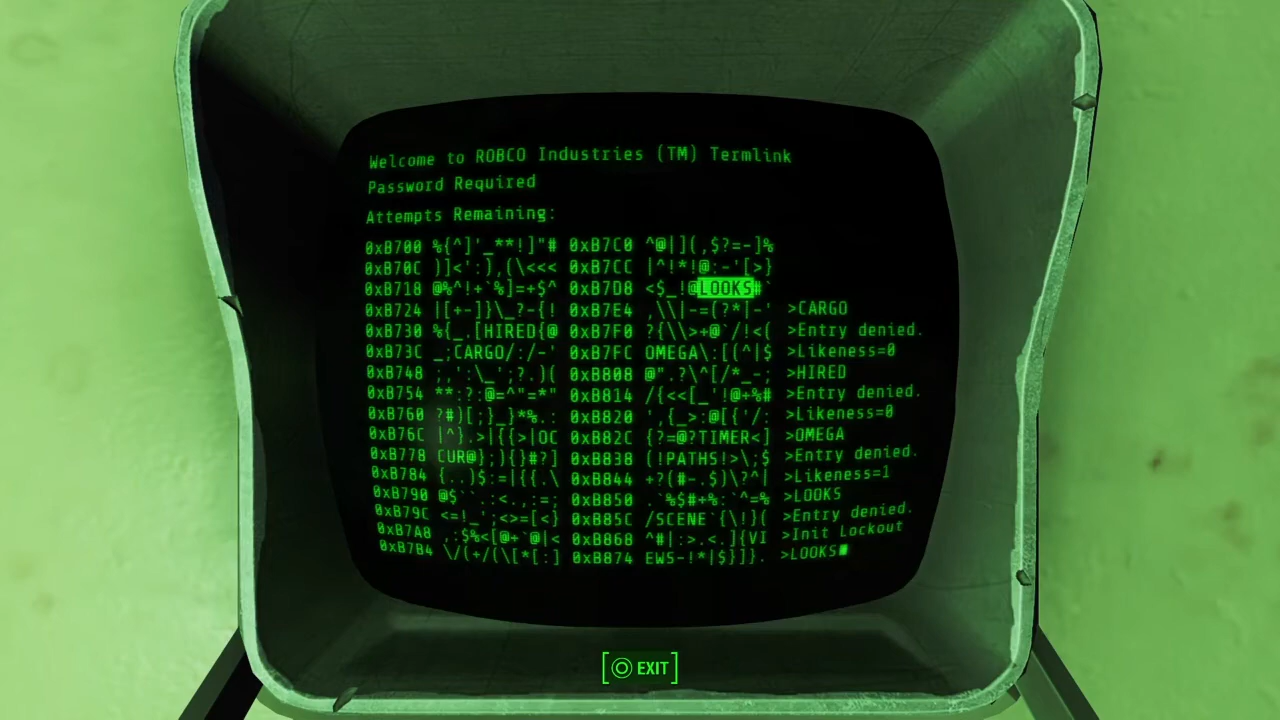 Welcome to ROBCO Industries (TM) Termlink
Password Required
Attempts Remaining:
0xB700 %{^]'_**!]"# 0xB7C0 ^@|](,$?=-]%
0xB70C )]<':],(\<<< 0xB7CC |^!*!@:-'[>}
0xB718 @%^!+`%]=+$^ 0xB7D8 <$_!@LOOKS#`
0xB724 |[+-]}\_?-{! 0xB7E4 ,\\|-=(?*|-' >CARGO
0xB730 %{_.[HIRED{@ 0xB7F0 ?{\\>+@`/!<( >Entry denied.
0xB73C _;CARGO/:/-' 0xB7FC OMEGA\:[(^|$ >Likeness=0
0xB748 ;,':\_';?.)( 0xB808 @".?\^[/*_-; >HIRED
0xB754 **:?:@=^"=*" 0xB814 /{<<[_'!@+%# >Entry denied.
0xB760 ?#)[;}_}*%.: 0xB820 ',{_>:@[{'/: >Likeness=0
0xB76C |^}.>|{{>|OC 0xB82C {?=@?TIMER<] >OMEGA
0xB778 CUR@};){}#?] 0xB838 (!PATHS!>\;$ >Entry denied.
0xB784 {..)$:=|{{.\ 0xB844 +?(#-.$)\?^| >Likeness=1
0xB790 @$``.:<.,:=; 0xB850 .`%$#+%:`^=% >LOOKS
0xB79C <=!_';<>=[<} 0xB85C /SCENE`{\!}( >Entry denied.
0xB7A8 ,:$%<[@+`@|< 0xB868 ^#|:>.<.]{VI >Init Lockout
0xB7B4 \/(+/(\[*[:] 0xB874 EWS-!*|$}]}. >LOOKS
EXIT